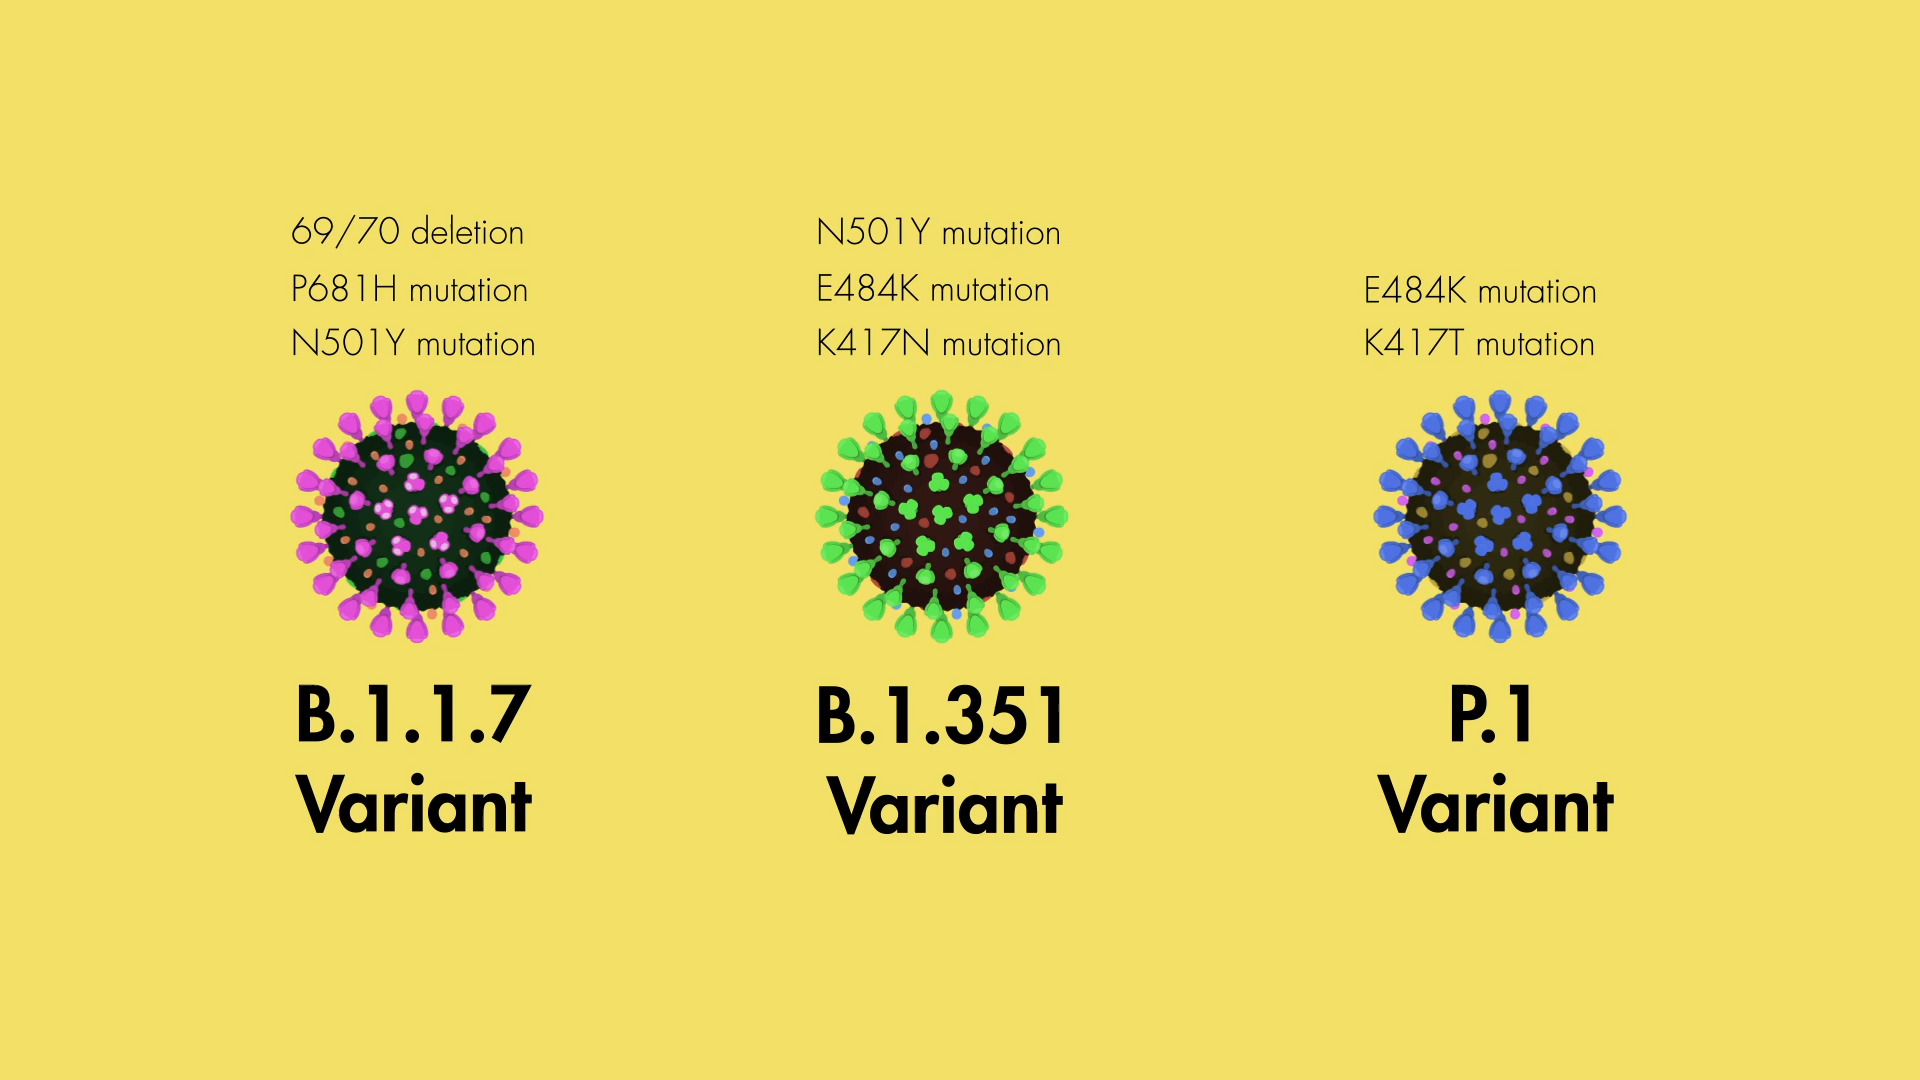 69/70 deletion
P681H mutation
N501Y mutation
B.1.1.7
Variant
N501Y mutation
E484K mutation
K417N mutation
B.1.351
Variant
E484K mutation
K417T mutation
P.1
Variant